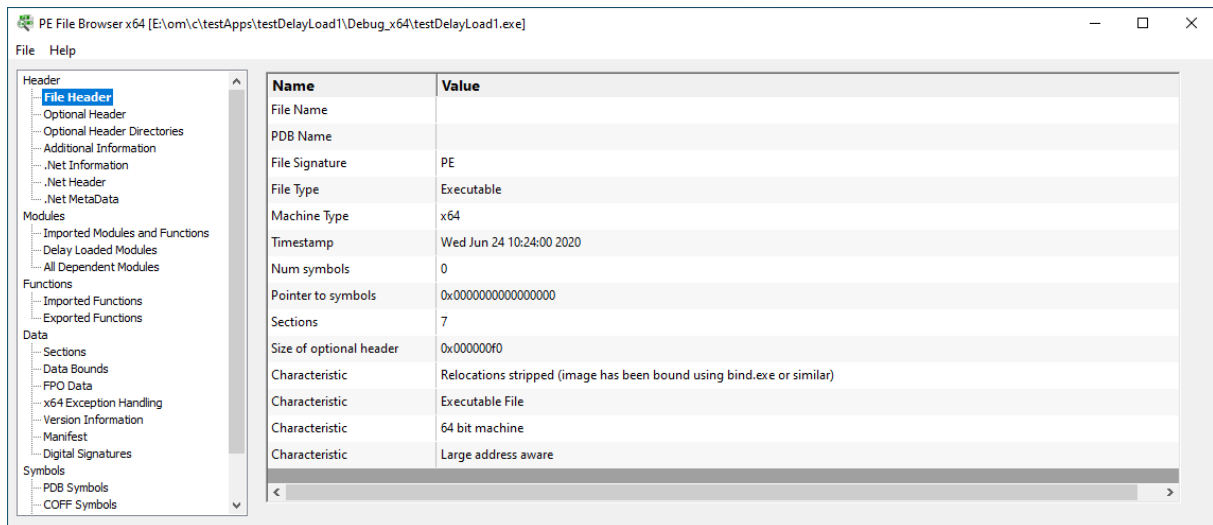 PE File Browser x64 [E:\om\c\testApps\testDelayLoad1\Debug_x64\testDelayLoad1.exe]
File Help
Header
File Header
Optional Header
Optional Header Directories
Additional Information
.Net Information
.Net Header
.Net MetaData
Modules
Imported Modules and Functions
Delay Loaded Modules
All Dependent Modules
Functions
Imported Functions
Exported Functions
Data
Sections
Data Bounds
FPO Data
x64 Exception Handling
Version Information
Manifest
Digital Signatures
Symbols
PDB Symbols
COFF Symbols
Name Value
File Name
PDB Name
File Signature PE
File Type Executable
Machine Type x64
Timestamp Wed Jun 24 10:24:00 2020
Num symbols 0
Pointer to symbols 0x0000000000000000
Sections 7
Size of optional header 0x000000f0
Characteristic Relocations stripped (image has been bound using bind.exe or similar)
Characteristic Executable File
Characteristic 64 bit machine
Characteristic Large address aware